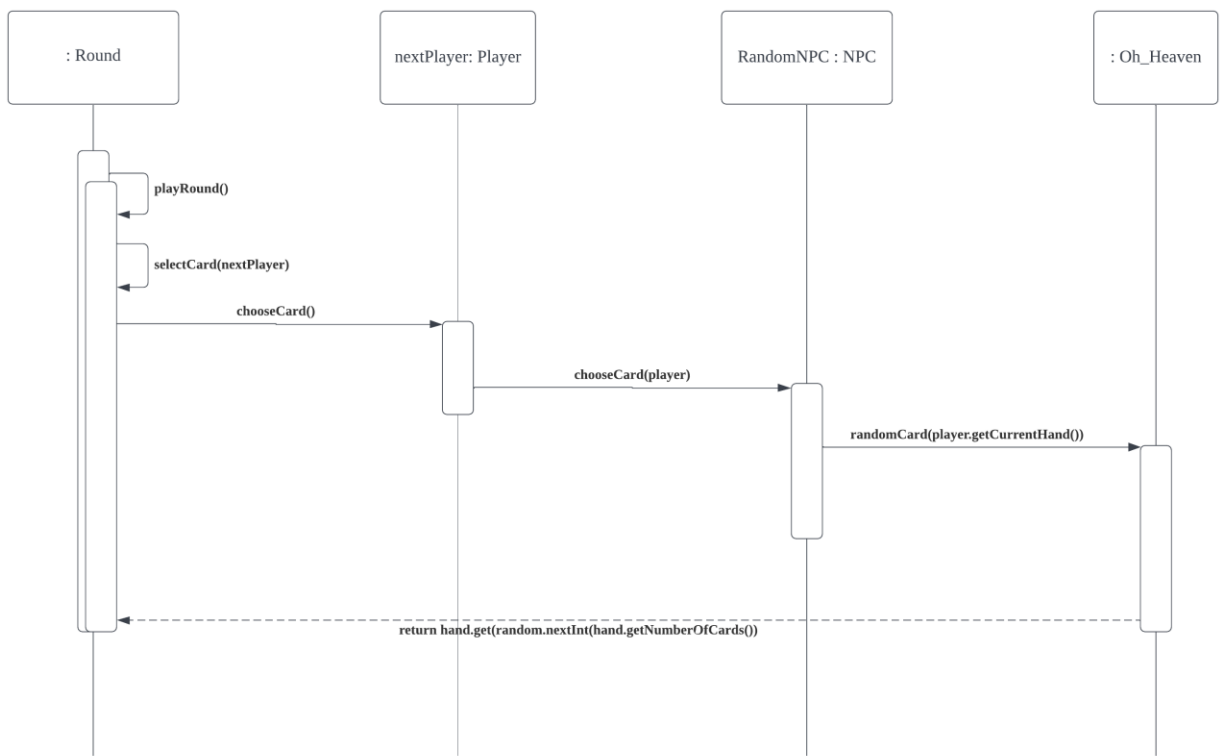 : Round
nextPlayer: Player
RandomNPC : NPC
: Oh_Heaven
playRound()
selectCard(nextPlayer)
chooseCard()
chooseCard(player)
randomCard(player.getCurrentHand())
return hand.get(random.nextInt(hand.getNumberOfCards())